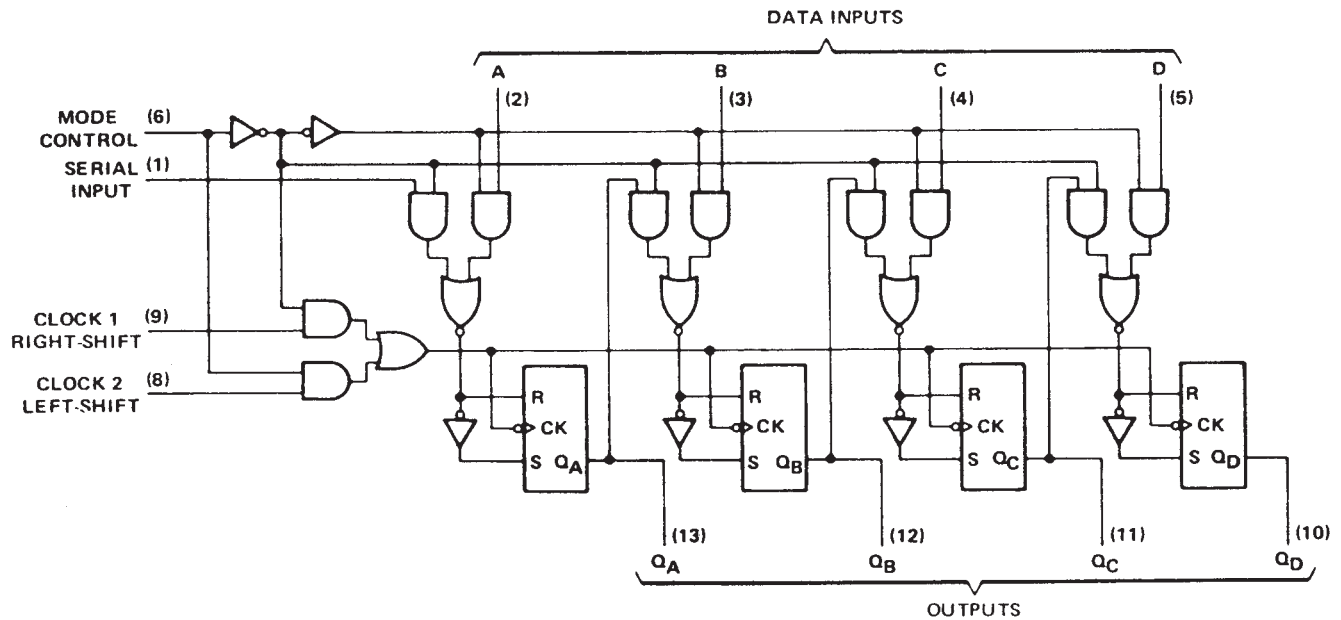 DATA INPUTS
A B C D
(2) (3) (4) (5)
MODE (6)
CONTROL
SERIAL (1)
INPUT
CLOCK 1 (9)
RIGHT-SHIFT
CLOCK 2 (8)
LEFT-SHIFT
R R R R
CK CK CK CK
S QA S QB S QC S QD
(13) (12) (11) (10)
QA QB QC QD
OUTPUTS